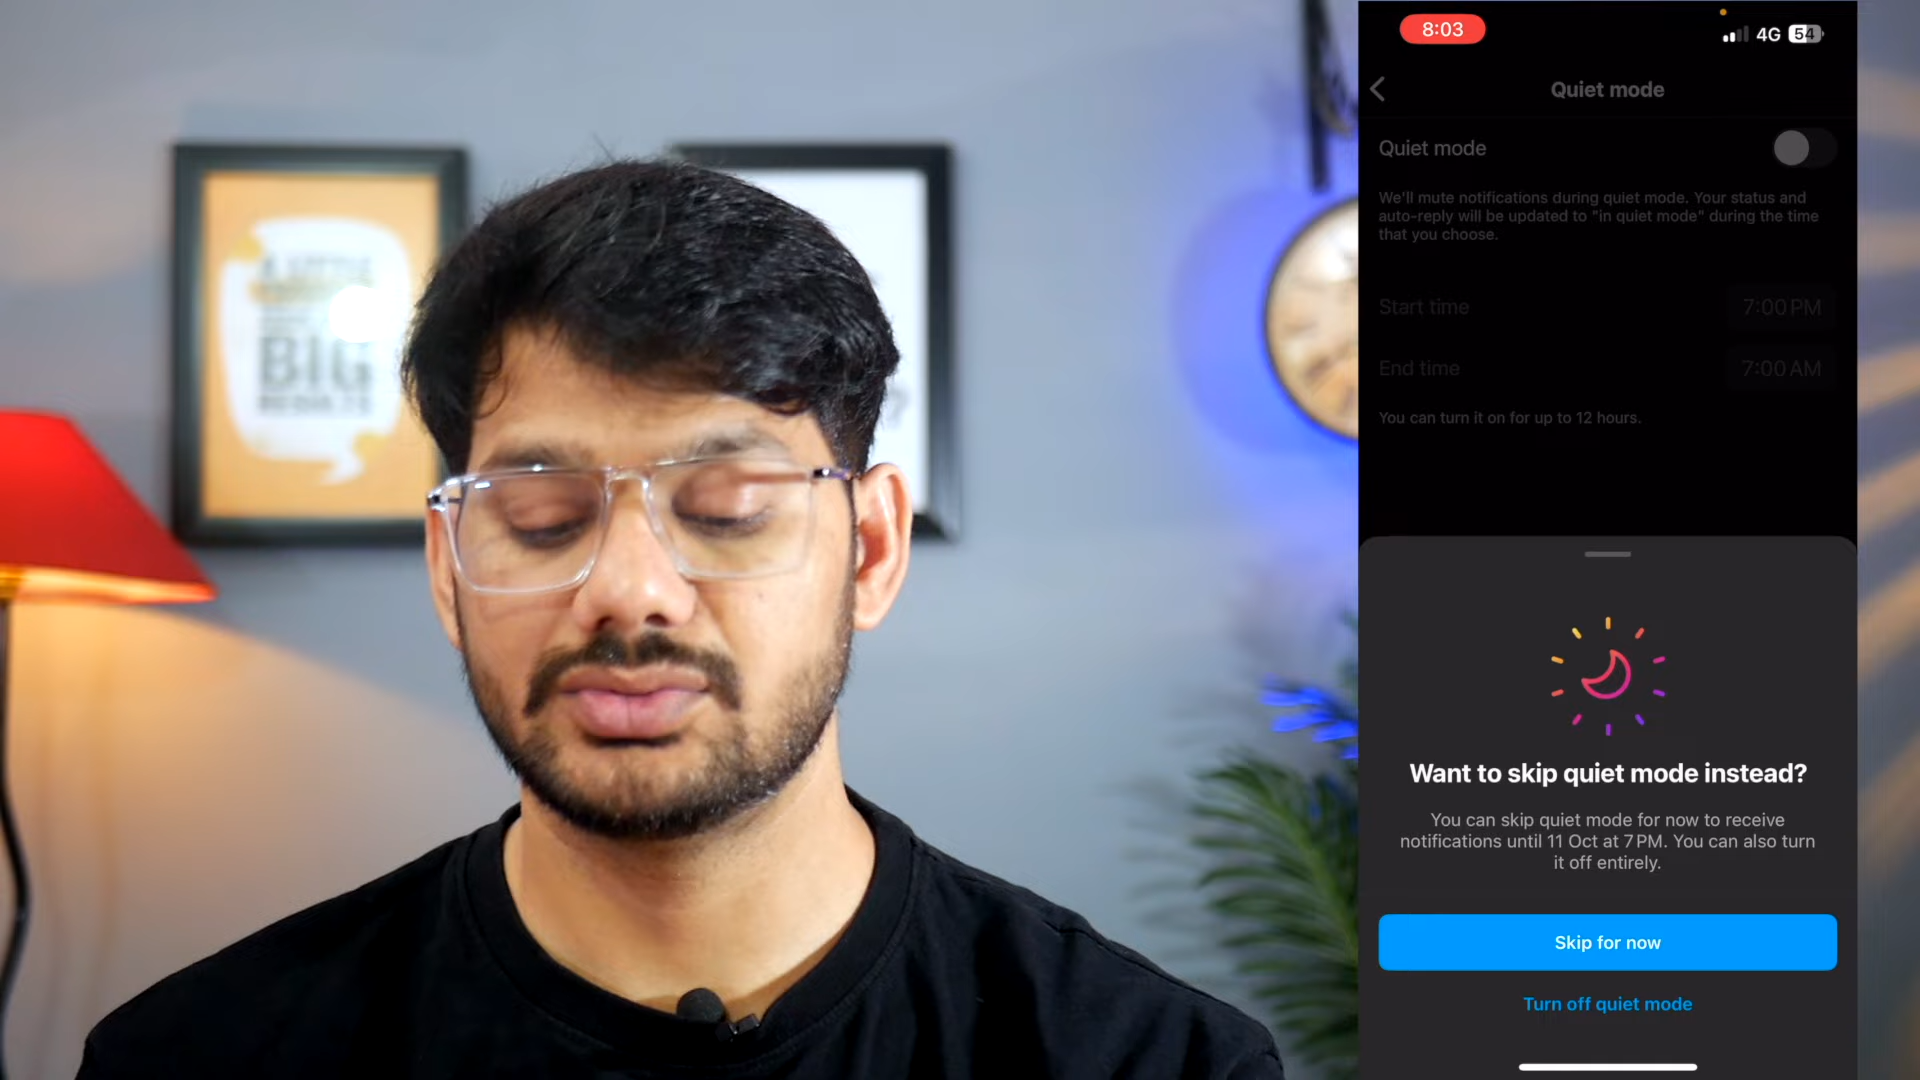 A LITTLE
BIG
RESULTS
8:03
4G 54
Quiet mode
Quiet mode
We'll mute notifications during quiet mode. Your status and
auto-reply will be updated to "in quiet mode" during the time
that you choose.
Start time 7:00 PM
End time 7:00 AM
You can turn it on for up to 12 hours.
Want to skip quiet mode instead?
You can skip quiet mode for now to receive
notifications until 11 Oct at 7 PM. You can also turn
it off entirely.
Skip for now
Turn off quiet mode